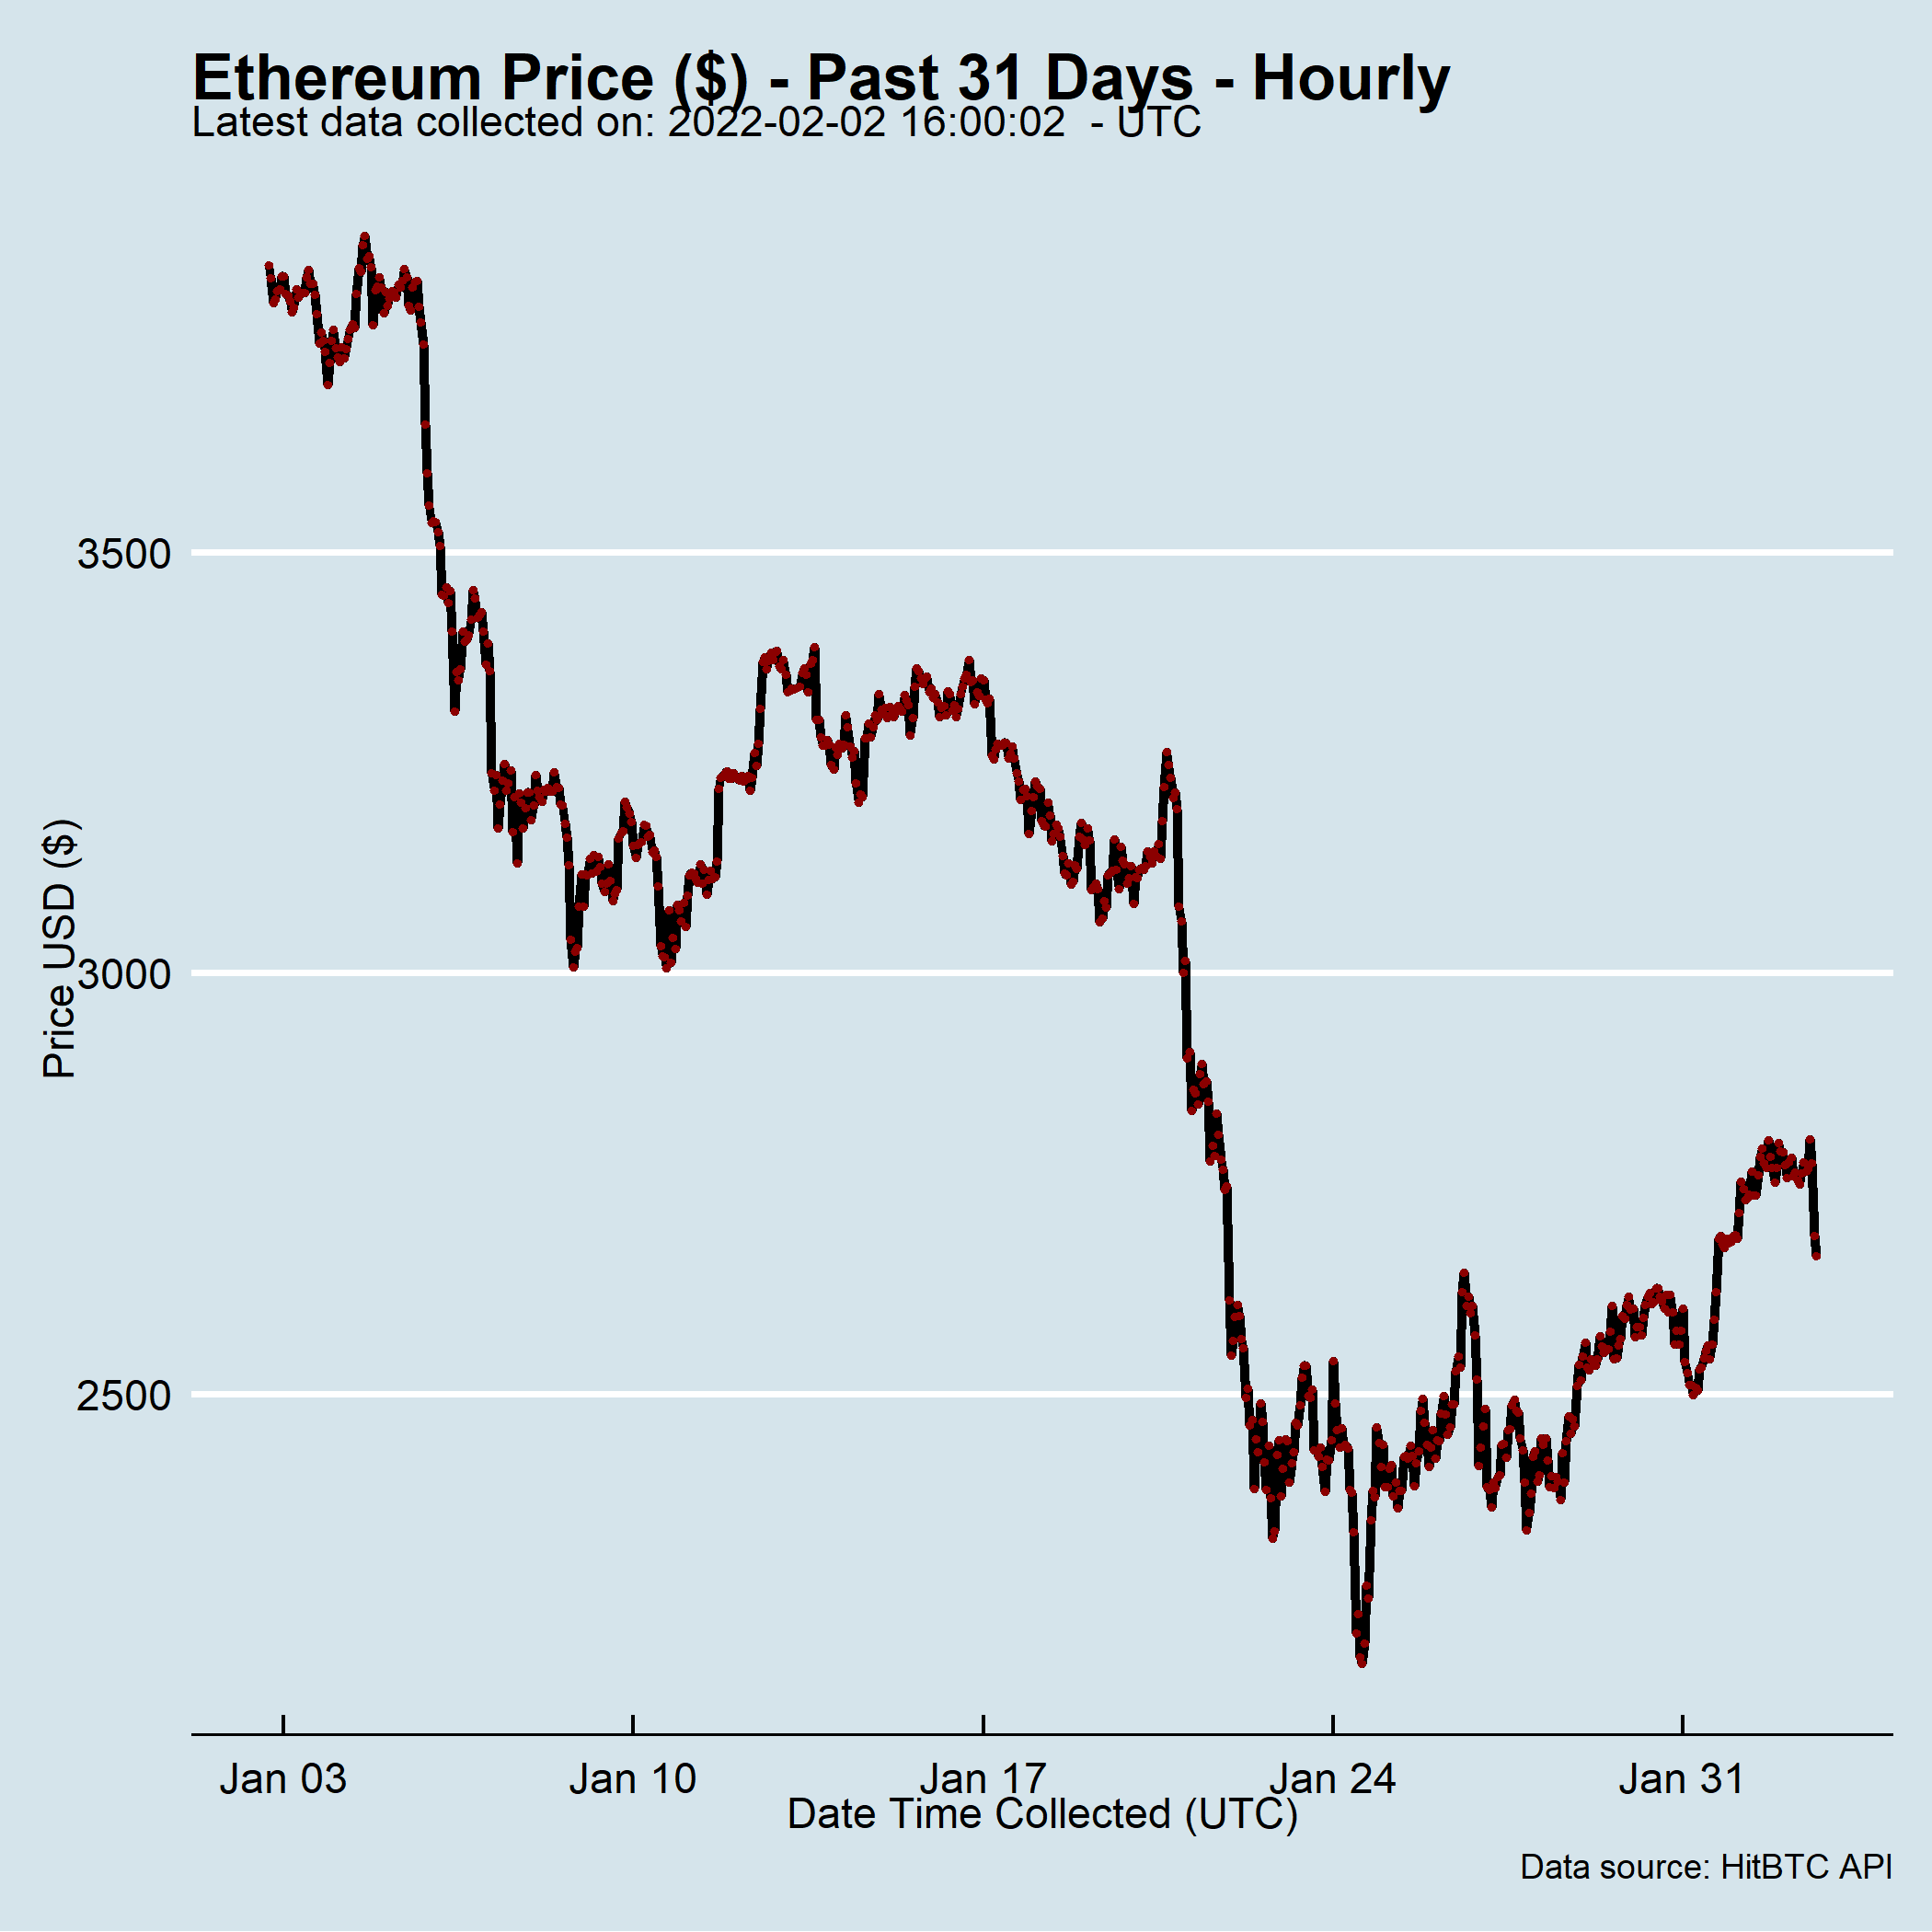 Ethereum Price ($) - Past 31 Days - Hourly
Latest data collected on: 2022-02-02 16:00:02  - UTC
3500
3000
2500
Price USD ($)
Jan 03
Jan 10
Jan 17
Jan 24
Jan 31
Date Time Collected (UTC)
Data source: HitBTC API